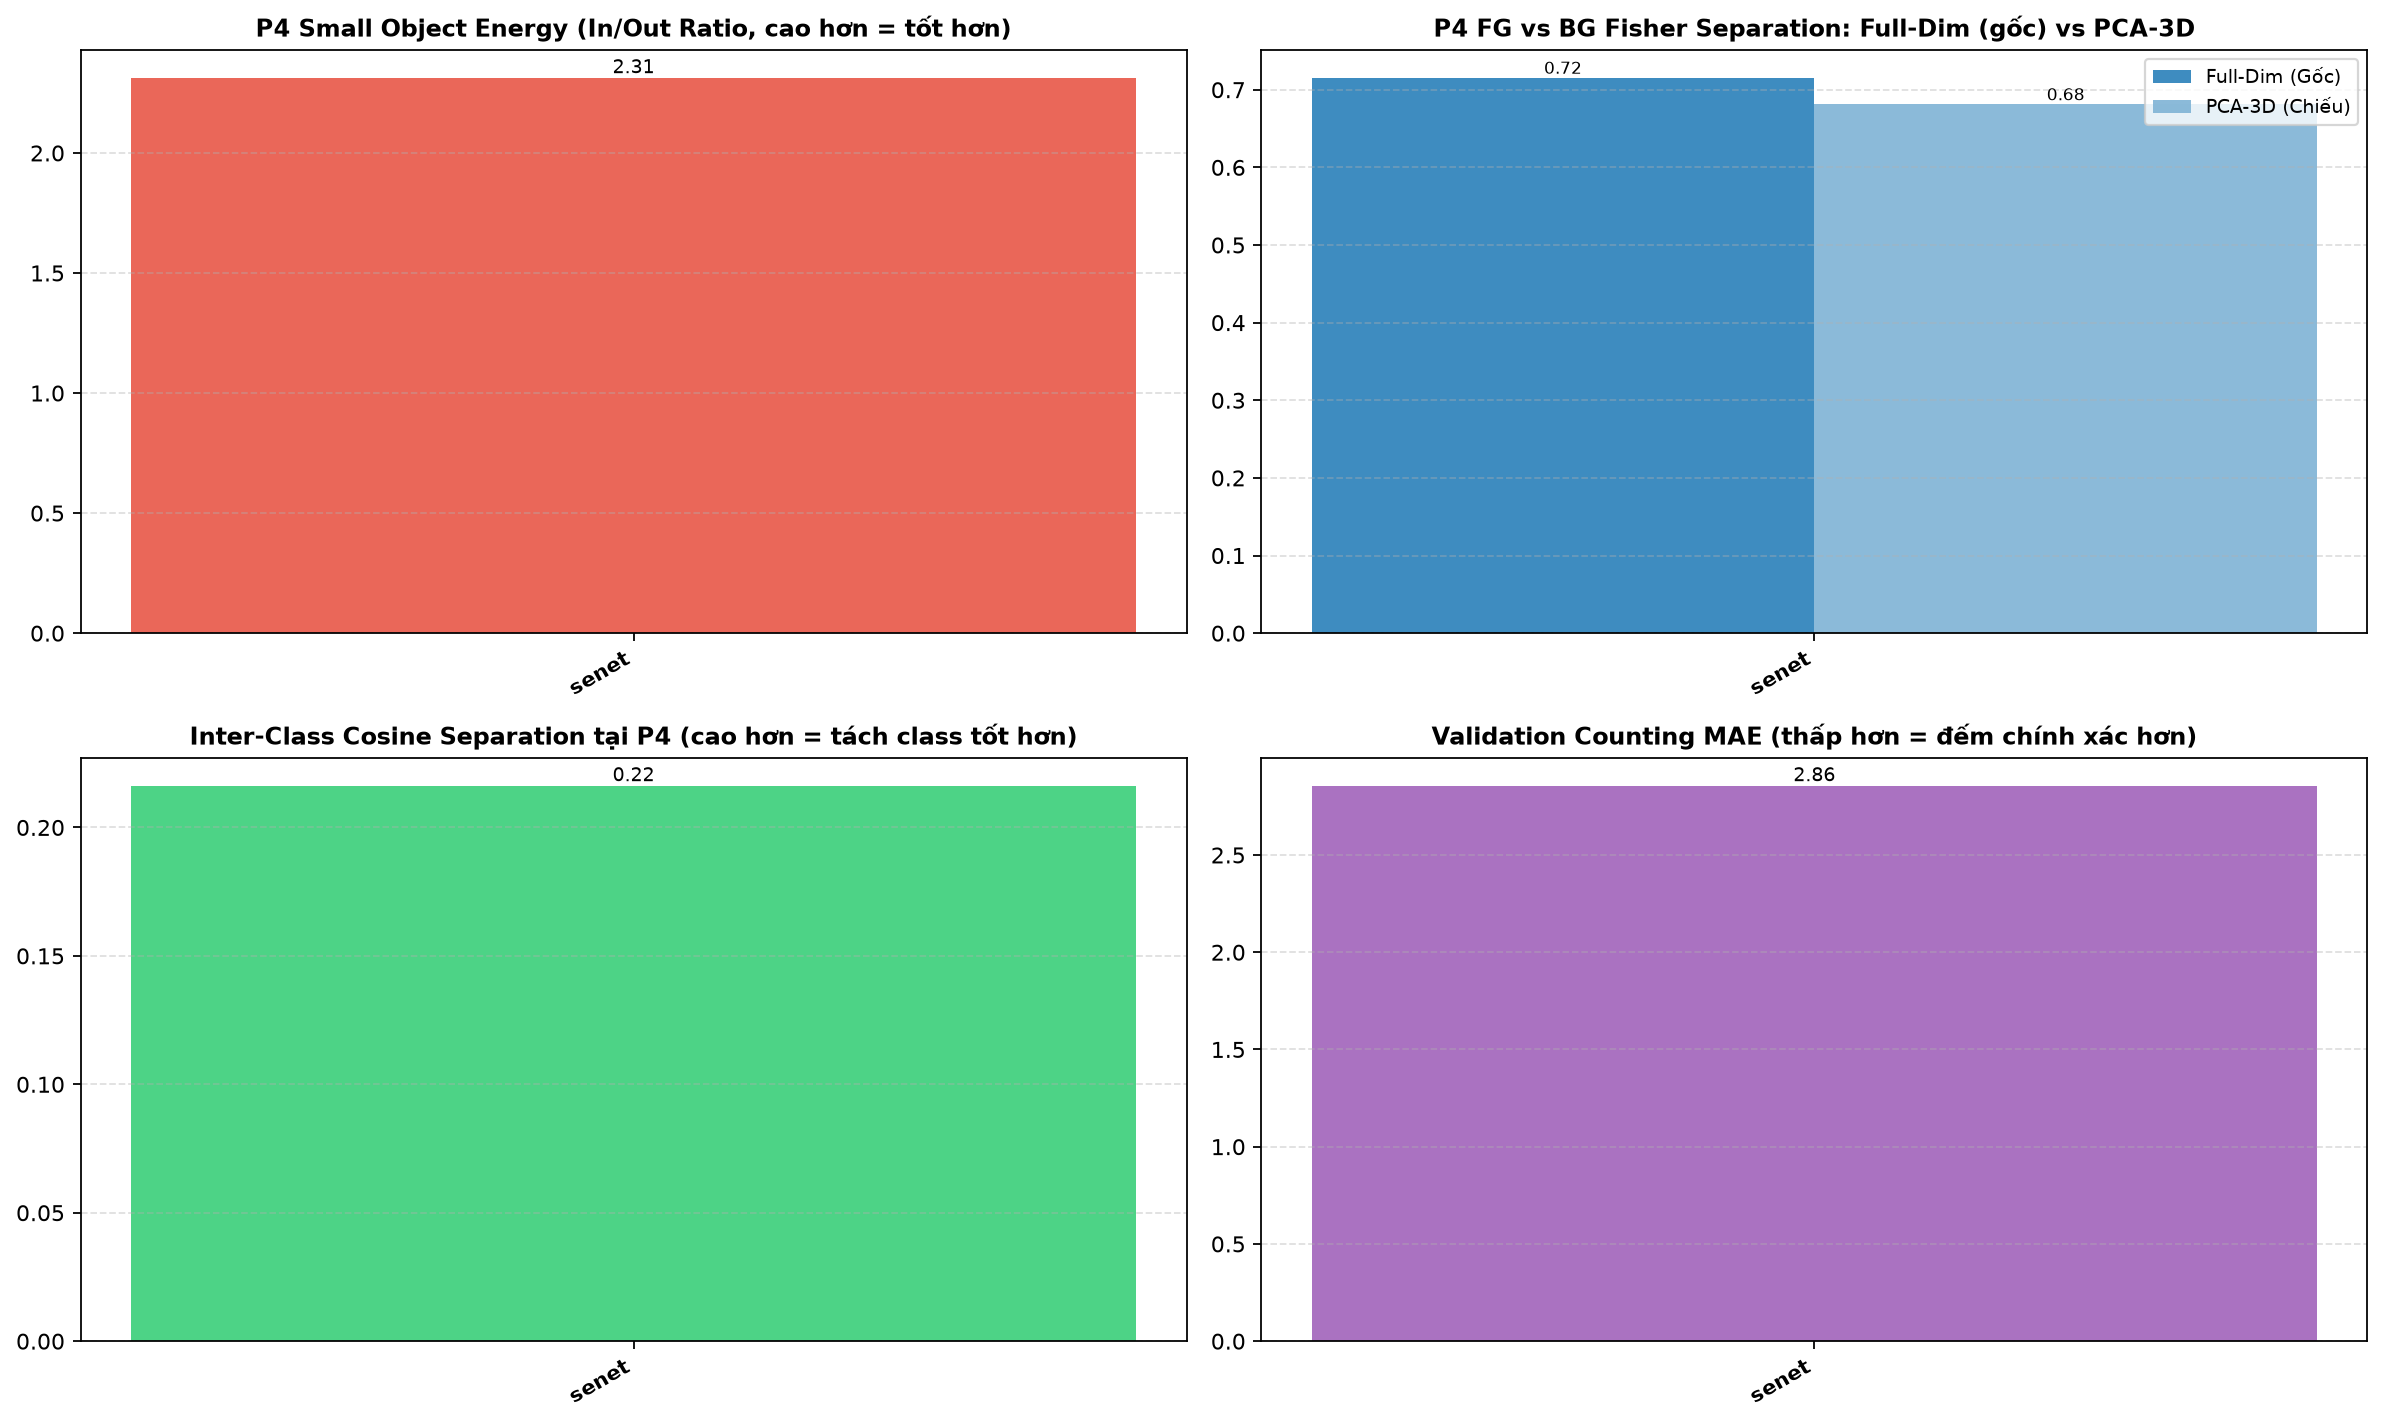 P4 Small Object Energy (In/Out Ratio, cao hơn = tốt hơn)
2.31
2.0
1.5
1.0
0.5
0.0
senet
P4 FG vs BG Fisher Separation: Full-Dim (gốc) vs PCA-3D
0.72
0.68
Full-Dim (Gốc)
PCA-3D (Chiếu)
0.7
0.6
0.5
0.4
0.3
0.2
0.1
0.0
senet
Inter-Class Cosine Separation tại P4 (cao hơn = tách class tốt hơn)
0.22
0.20
0.15
0.10
0.05
0.00
senet
Validation Counting MAE (thấp hơn = đếm chính xác hơn)
2.86
2.5
2.0
1.5
1.0
0.5
0.0
senet